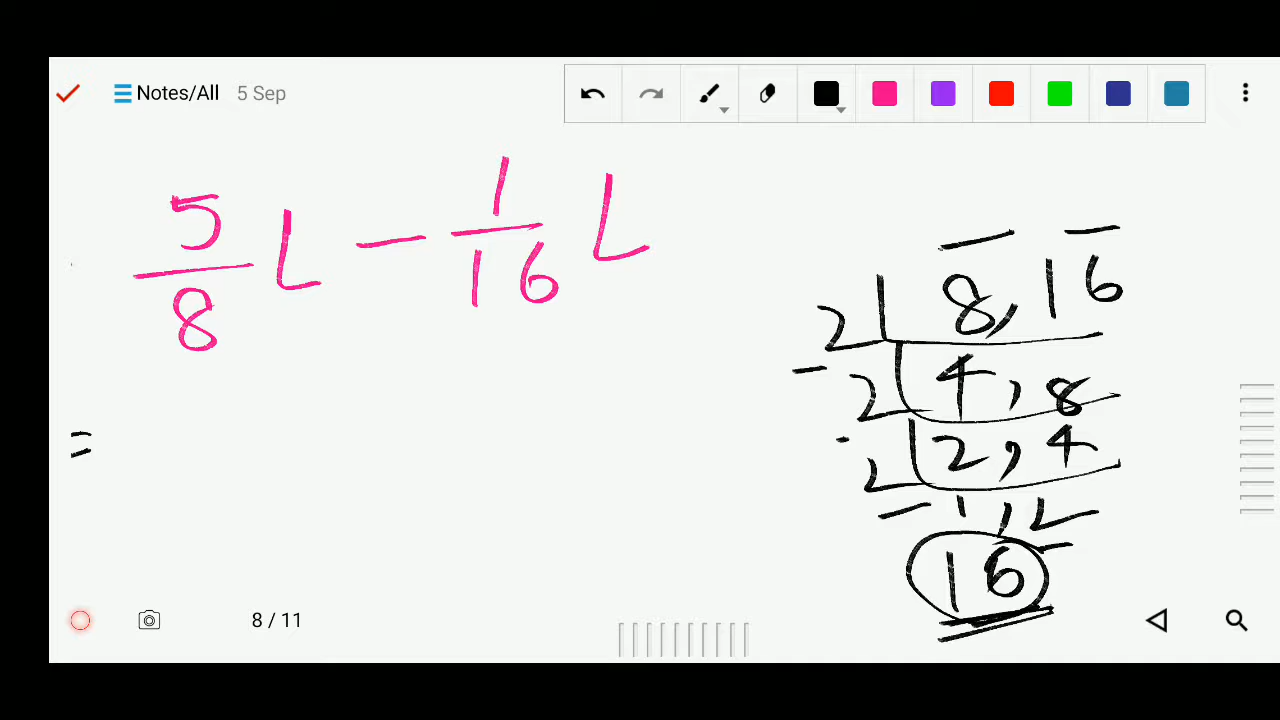 Notes/All 5 Sep
5/8 L - 1/16 L
=
2 | 8, 16
2 | 4, 8
2 | 2, 4
1, 2
16
8 / 11